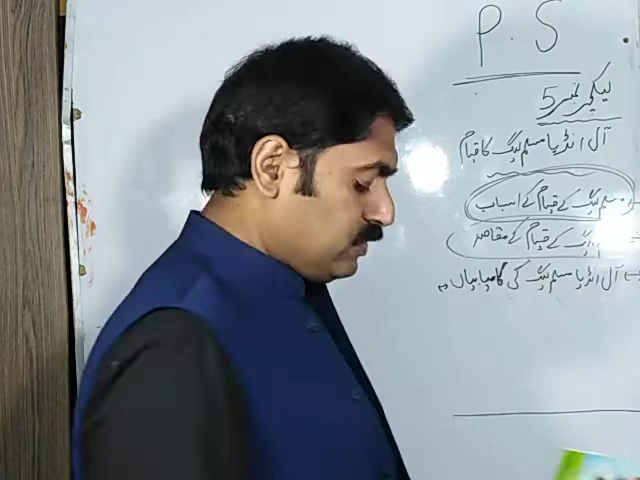 P.S
لیکچر نمبر 5
آل انڈیا مسلم لیگ کا قیام
مسلم لیگ کے قیام کے اسباب
مسلم لیگ کے قیام کے مقاصد
آل انڈیا مسلم لیگ کی کامیابیاں